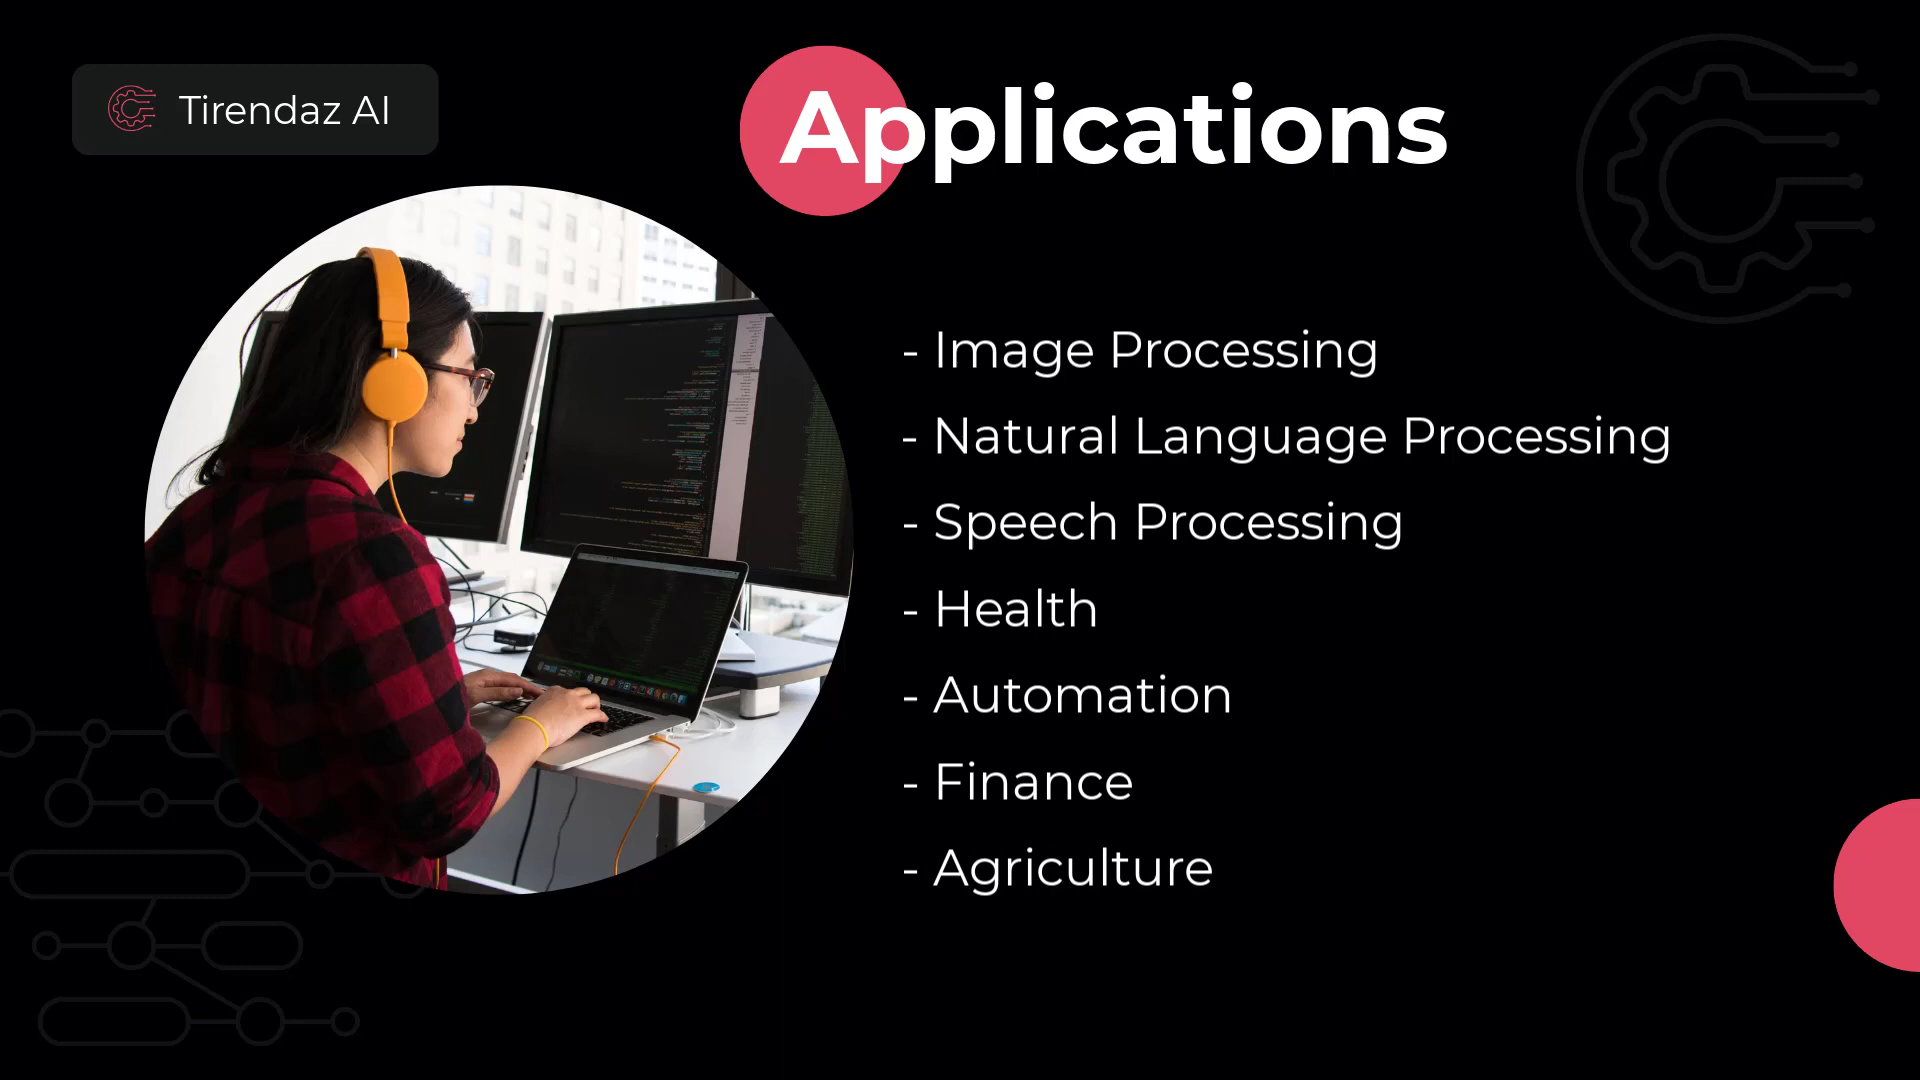 Tirendaz AI
Applications
- Image Processing
- Natural Language Processing
- Speech Processing
- Health
- Automation
- Finance
- Agriculture